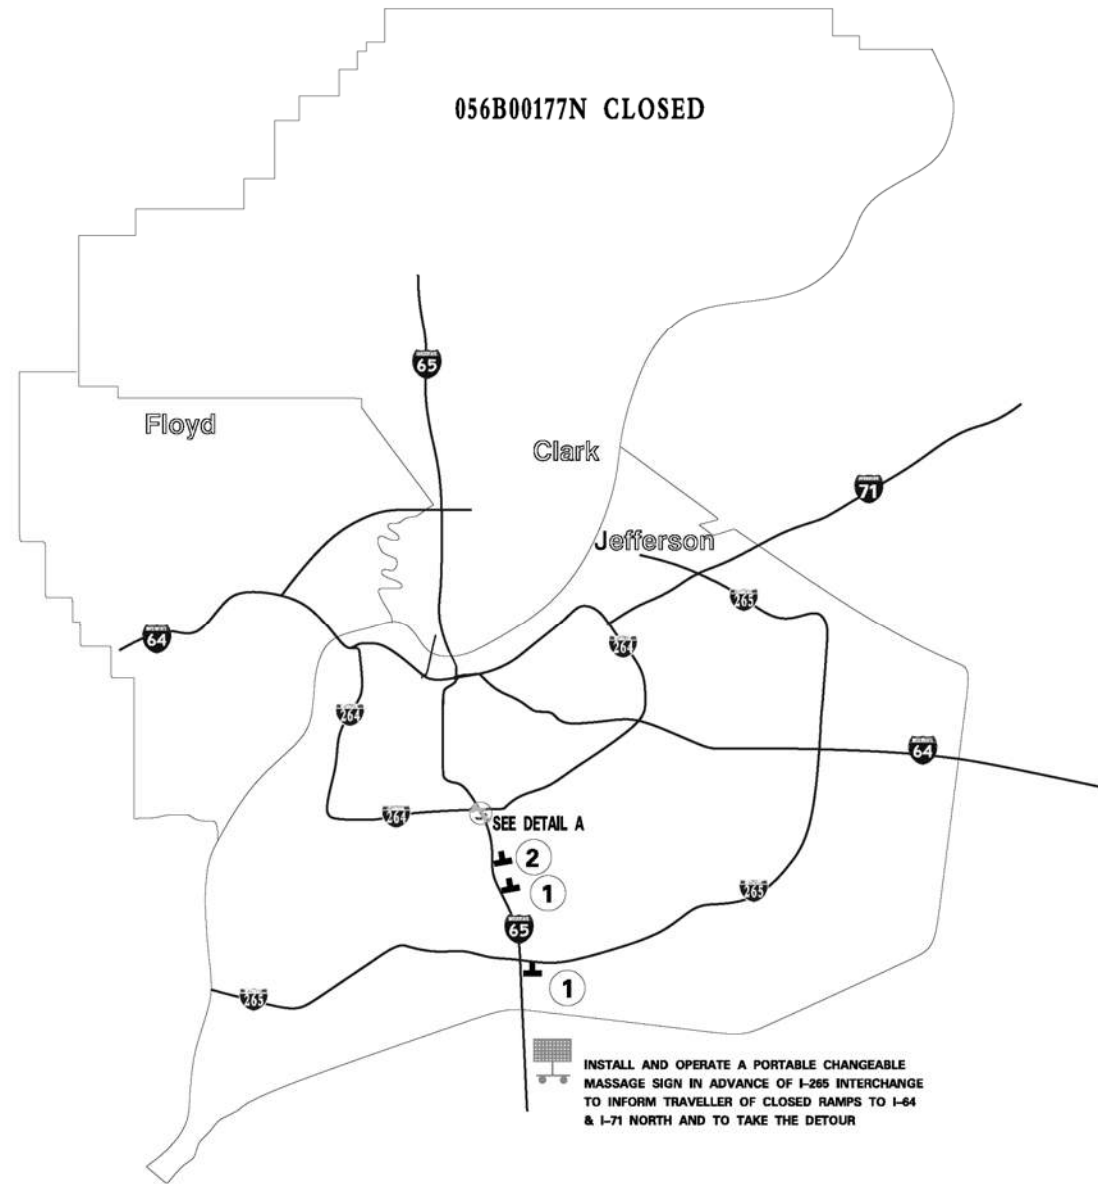 056B00177N CLOSED
65
Floyd
Clark
71
Jefferson
265
64
264
264
64
264
SEE DETAIL A
2
1
265
65
1
265
INSTALL AND OPERATE A PORTABLE CHANGEABLE
MASSAGE SIGN IN ADVANCE OF I-265 INTERCHANGE
TO INFORM TRAVELLER OF CLOSED RAMPS TO I-64
& I-71 NORTH AND TO TAKE THE DETOUR